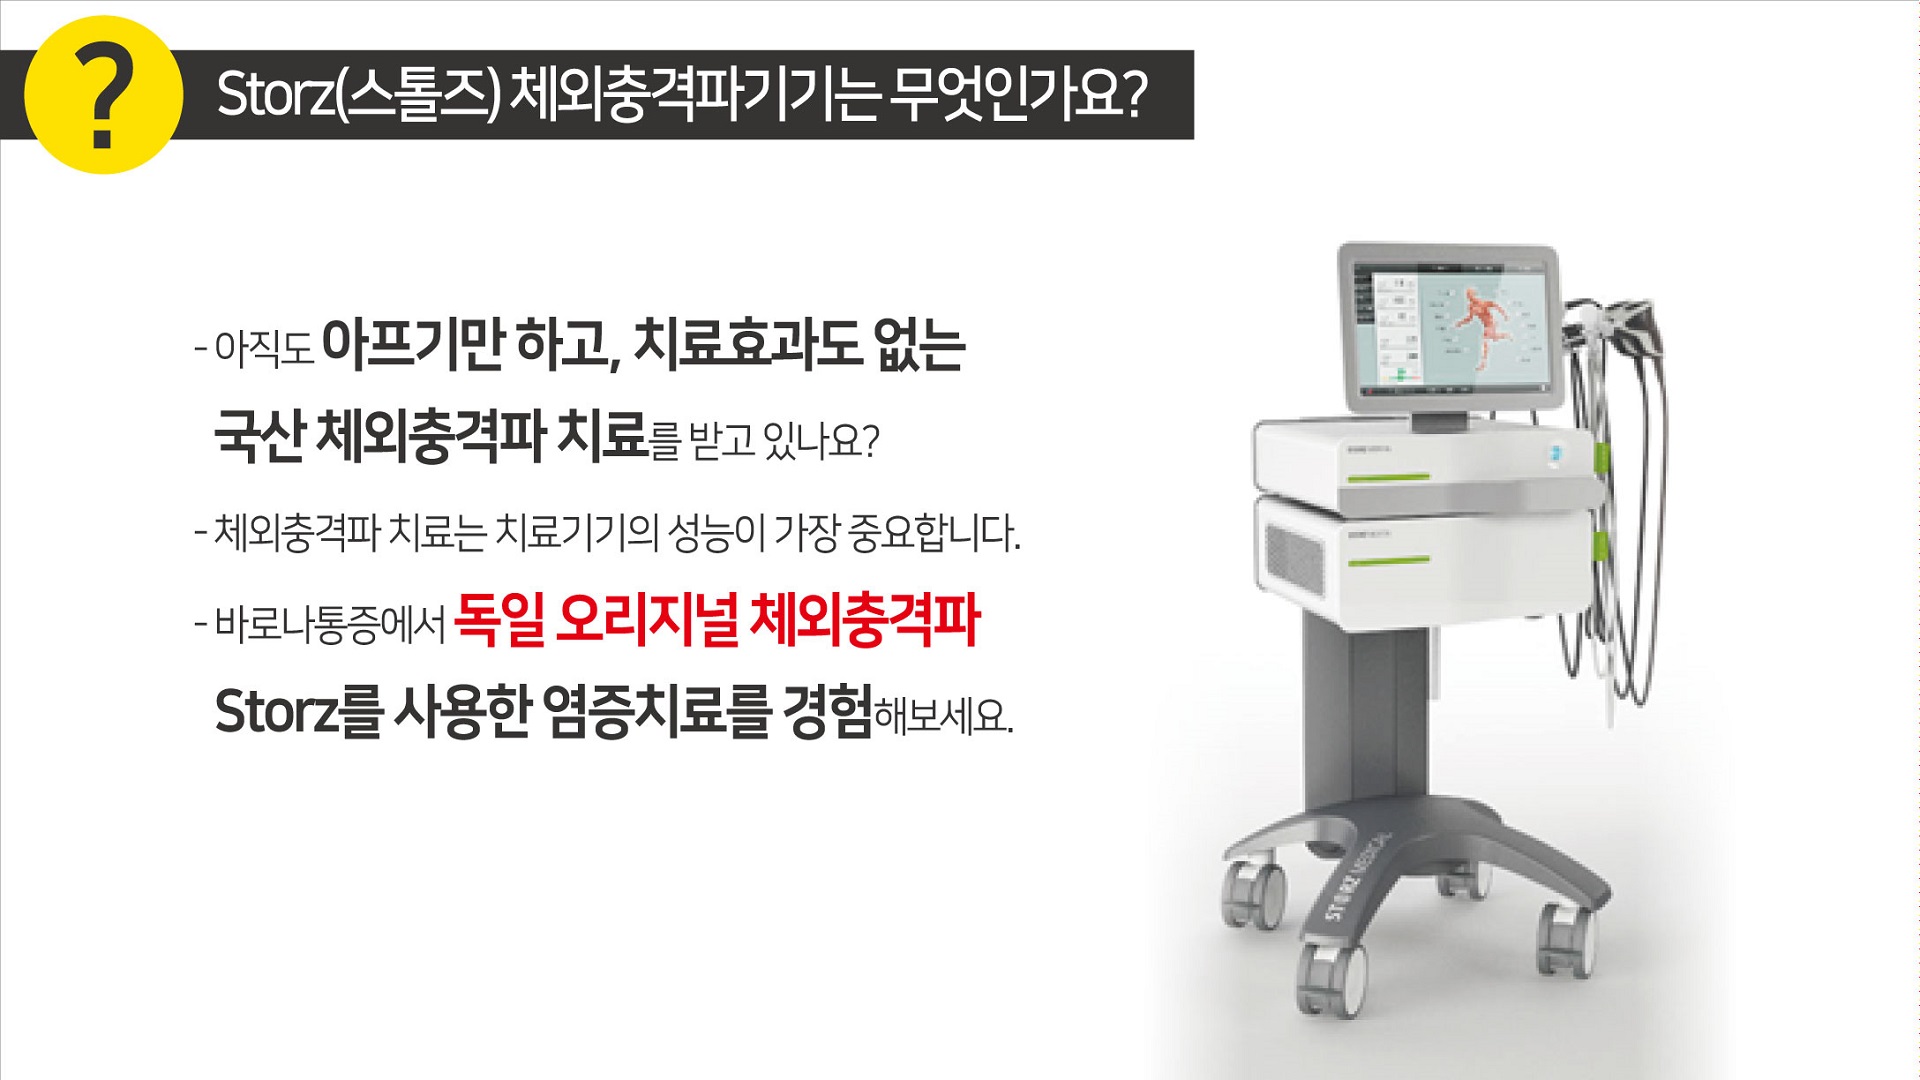 ?
Storz(스톨즈) 체외충격파기기는 무엇인가요?
- 아직도 아프기만 하고, 치료효과도 없는
국산 체외충격파 치료를 받고 있나요?
- 체외충격파 치료는 치료기기의 성능이 가장 중요합니다.
- 바로나통증에서 독일 오리지널 체외충격파
Storz를 사용한 염증치료를 경험해보세요.
STORZ MEDICAL